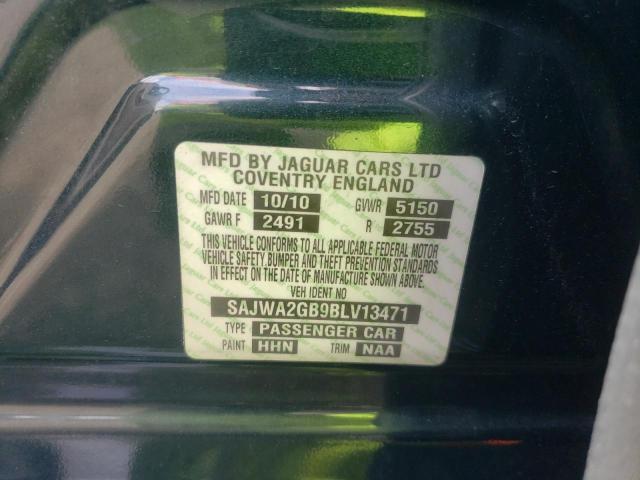 MFD BY JAGUAR CARS LTD
COVENTRY ENGLAND
MFD DATE 10/10 GVWR 5150
GAWR F 2491 R 2755
THIS VEHICLE CONFORMS TO ALL APPLICABLE FEDERAL MOTOR
VEHICLE SAFETY, BUMPER AND THEFT PREVENTION STANDARDS
IN EFFECT ON THE DATE OF MANUFACTURE SHOWN ABOVE
VEH IDENT NO
SAJWA2GB9BLV13471
TYPE PASSENGER CAR
PAINT HHN TRIM NAA